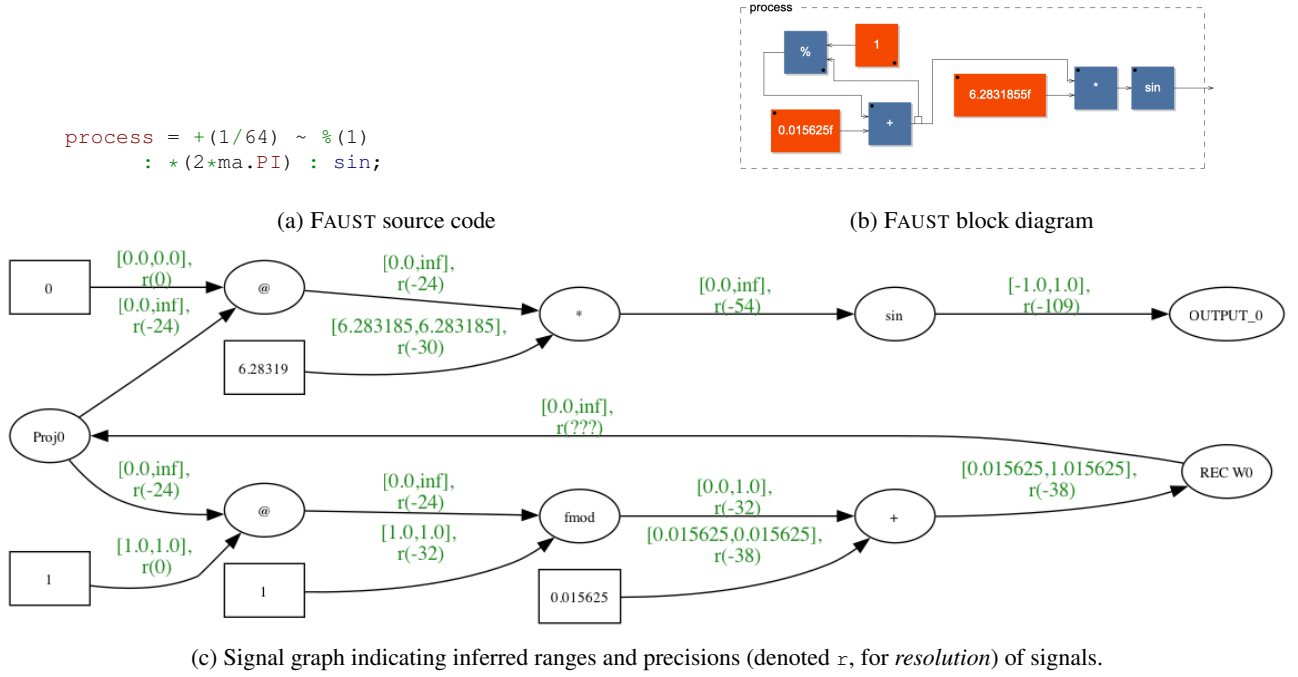 process = +(1/64) ~ %(1)
: *(2*ma.PI) : sin;
(a) FAUST source code
process
%
1
0.015625f
+
6.2831855f
*
sin
(b) FAUST block diagram
0
[0.0,0.0],
r(0)
[0.0,inf],
r(-24)
@
[0.0,inf],
r(-24)
[6.283185,6.283185],
r(-30)
6.28319
*
[0.0,inf],
r(-54)
sin
[-1.0,1.0],
r(-109)
OUTPUT_0
Proj0
[0.0,inf],
r(???)
REC W0
[0.0,inf],
r(-24)
1
[1.0,1.0],
r(0)
@
[0.0,inf],
r(-24)
[1.0,1.0],
r(-32)
1
fmod
[0.0,1.0],
r(-32)
[0.015625,0.015625],
r(-38)
0.015625
+
[0.015625,1.015625],
r(-38)
(c) Signal graph indicating inferred ranges and precisions (denoted r, for resolution) of signals.